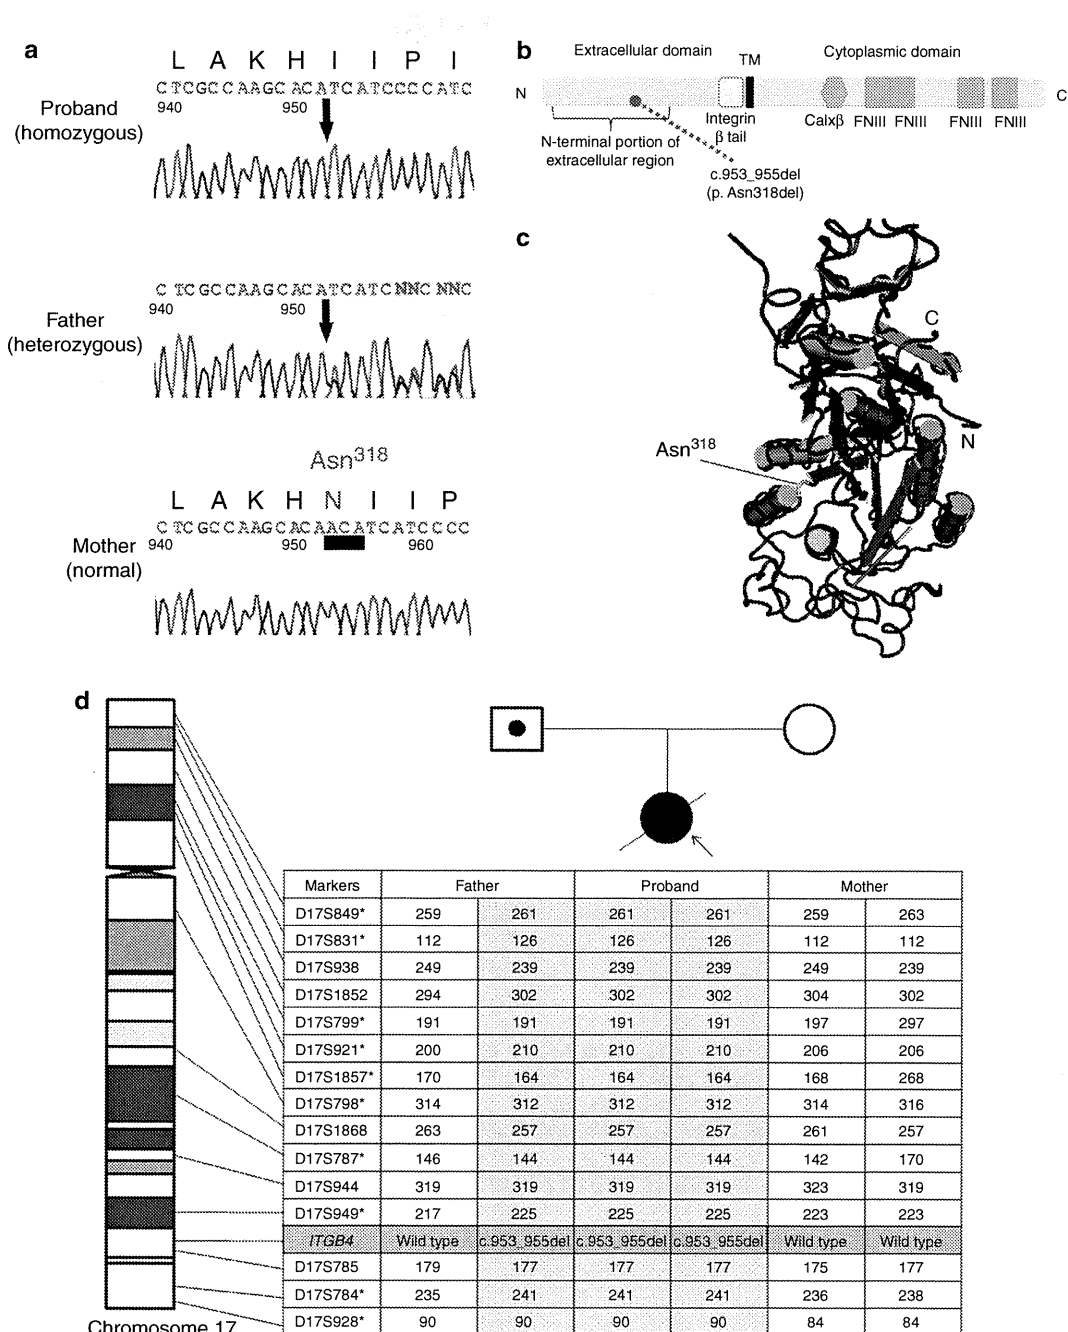 a
L A K H I I P I
Proband
(homozygous)
CTCGCCAAGCACATCATCCCCATC
940 950
CTCGCCAAGCACATCATCNNCNNC
940 950
Father
(heterozygous)
Asn318
L A K H N I I P
CTCGCCAAGCACAACATCATCCCC
940 950 960
Mother
(normal)
b
Extracellular domain TM Cytoplasmic domain
N C
Integrin
β tail
Calxβ FNIII FNIII FNIII FNIII
N-terminal portion of
extracellular region
c.953_955del
(p. Asn318del)
c
C
N
Asn318
d
Markers Father Proband Mother
D17S849* 259 261 261 261 259 263
D17S831* 112 126 126 126 112 112
D17S938 249 239 239 239 249 239
D17S1852 294 302 302 302 304 302
D17S799* 191 191 191 191 197 297
D17S921* 200 210 210 210 206 206
D17S1857* 170 164 164 164 168 268
D17S798* 314 312 312 312 314 316
D17S1868 263 257 257 257 261 257
D17S787* 146 144 144 144 142 170
D17S944 319 319 319 319 323 319
D17S949* 217 225 225 225 223 223
ITGB4 Wild type c.953_955del c.953_955del c.953_955del Wild type Wild type
D17S785 179 177 177 177 175 177
D17S784* 235 241 241 241 236 238
D17S928* 90 90 90 90 84 84
Chromosome 17